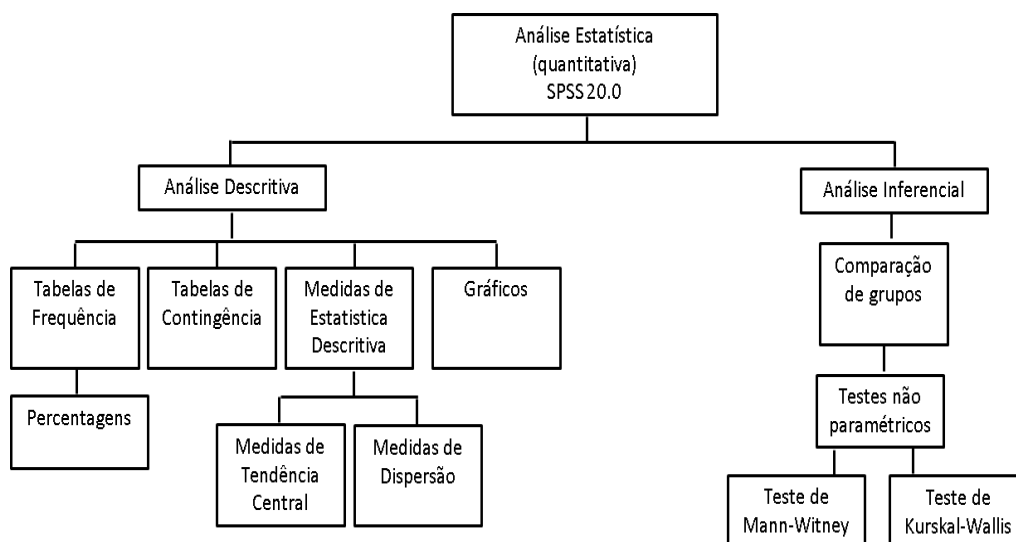 Análise Estatística
(quantitativa)
SPSS 20.0
Análise Descritiva
Análise Inferencial
Tabelas de
Frequência
Tabelas de
Contingência
Medidas de
Estatistica
Descritiva
Gráficos
Comparação
de grupos
Percentagens
Medidas de
Tendência
Central
Medidas de
Dispersão
Testes não
paramétricos
Teste de
Mann-Witney
Teste de
Kurskal-Wallis